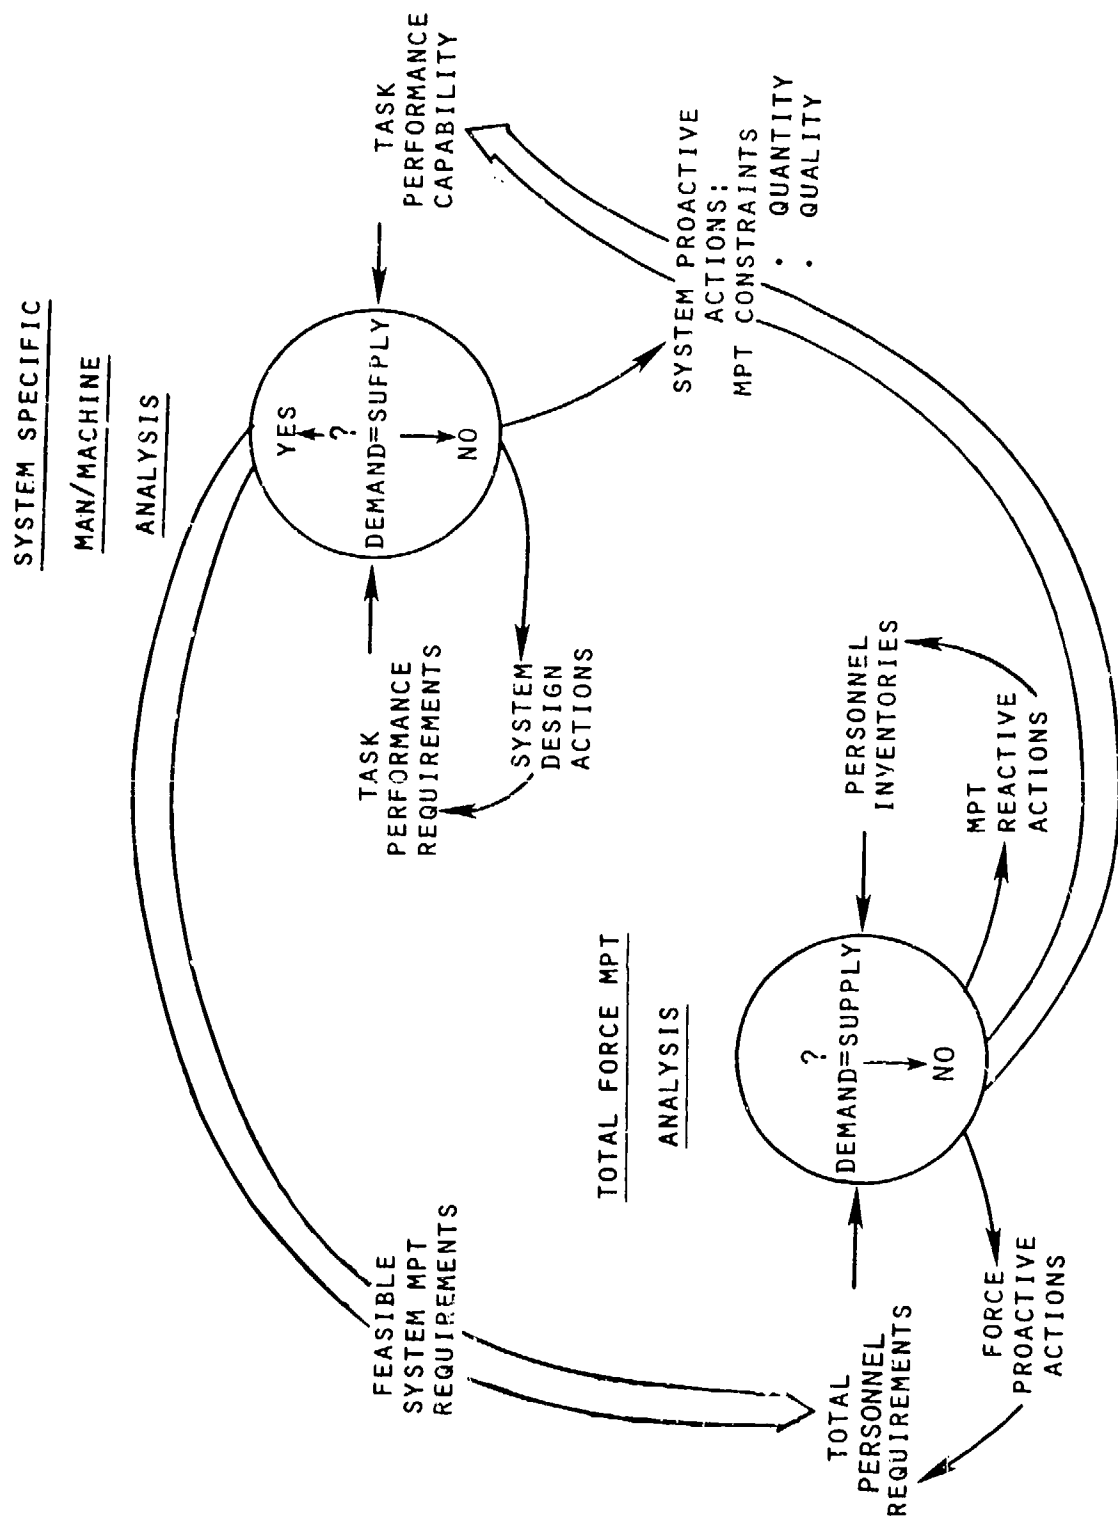 SYSTEM SPECIFIC
MAN/MACHINE
ANALYSIS
YES
?
DEMAND=SUPPLY
NO
TASK
PERFORMANCE
REQUIREMENTS
TASK
PERFORMANCE
CAPABILITY
SYSTEM
DESIGN
ACTIONS
SYSTEM PROACTIVE
ACTIONS:
MPT CONSTRAINTS
. QUANTITY
. QUALITY
FEASIBLE
SYSTEM MPT
REQUIREMENTS
TOTAL FORCE MPT
ANALYSIS
?
DEMAND=SUPPLY
NO
TOTAL
PERSONNEL
REQUIREMENTS
PERSONNEL
INVENTORIES
FORCE
PROACTIVE
ACTIONS
MPT
REACTIVE
ACTIONS